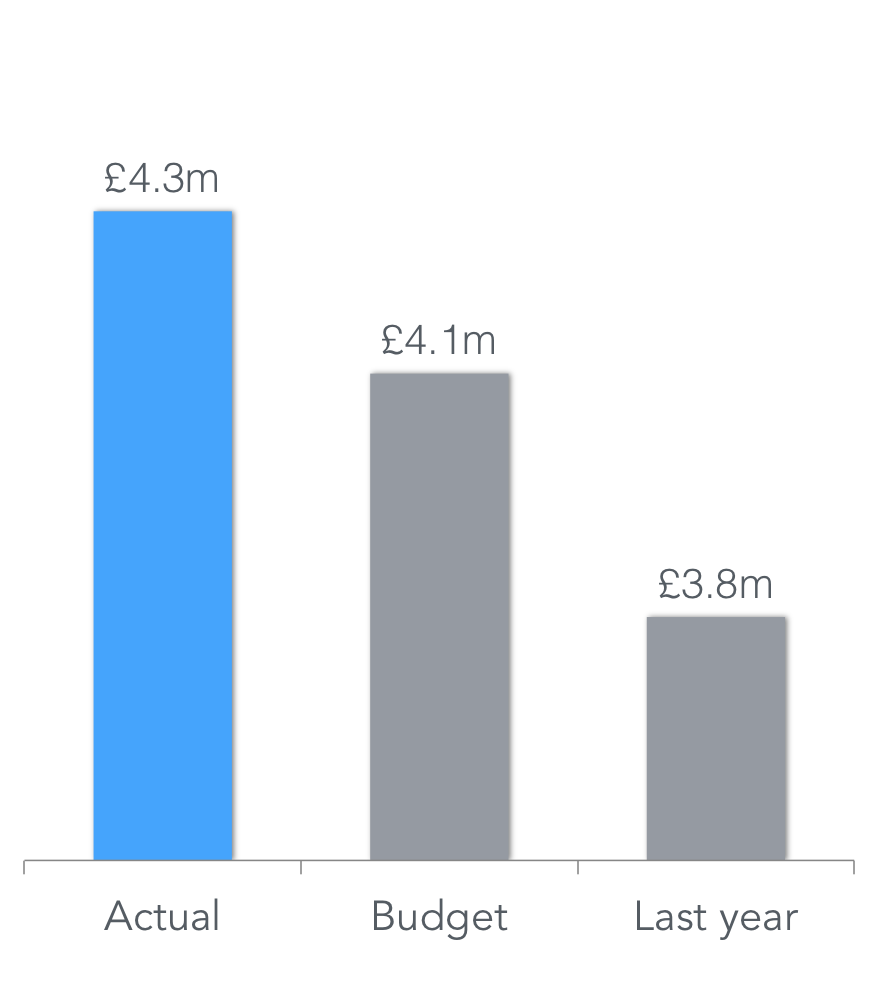 £4.3m
£4.1m
£3.8m
Actual
Budget
Last year